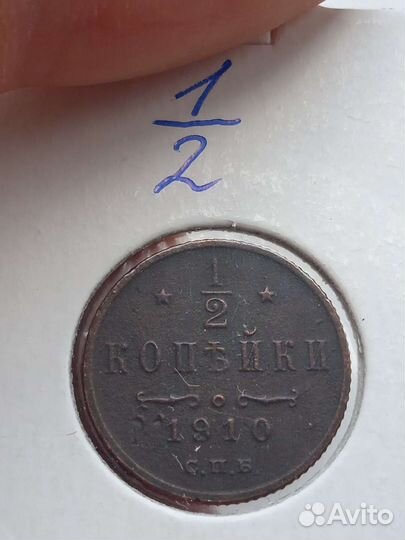 1/2
★ 1/2 ★
КОПѢЙКИ
1910
С.П.Б.
Avito